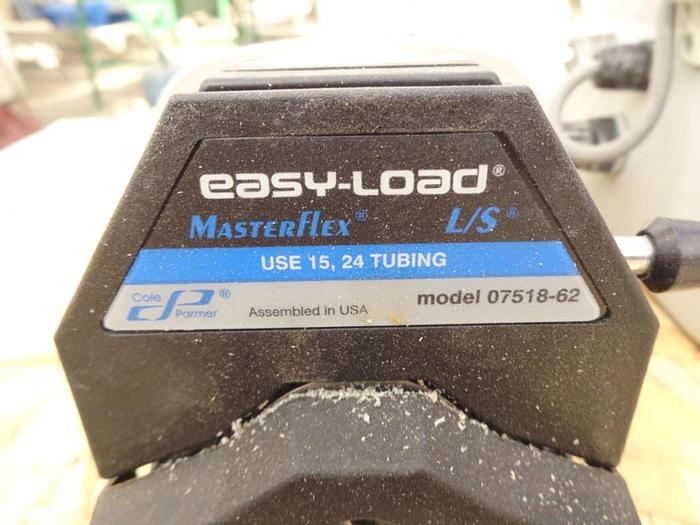 easy-Load®
MASTERflex® L/S®
USE 15, 24 TUBING
Cole Parmer ®
Assembled in USA
model 07518-62